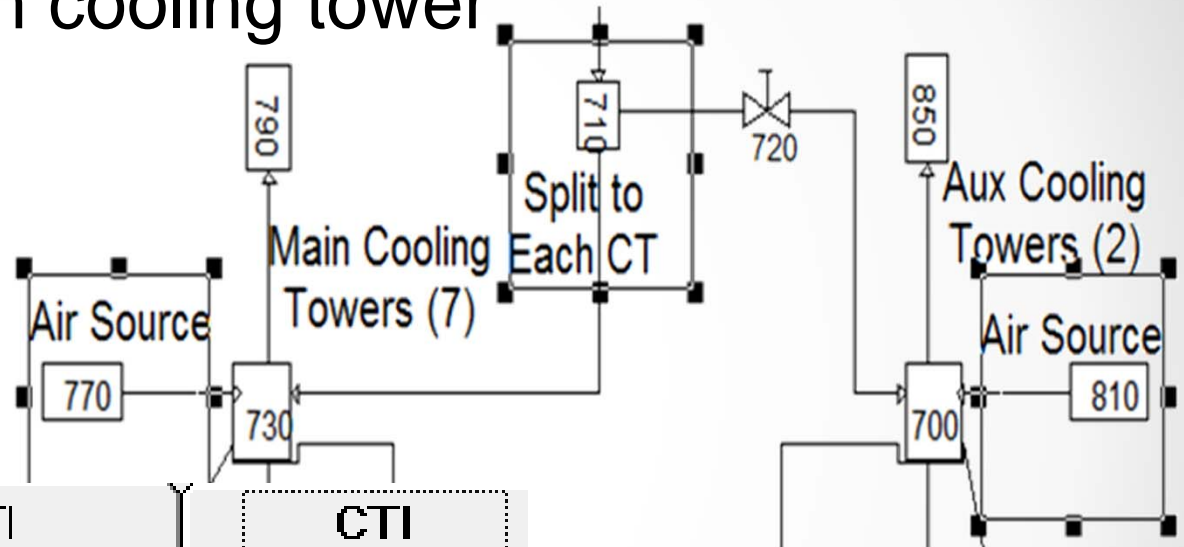 cooling tower
790
710
720
850
Split to
Each CT
Main Cooling
Towers (7)
Aux Cooling
Towers (2)
Air Source
770
730
Air Source
810
700
CTI